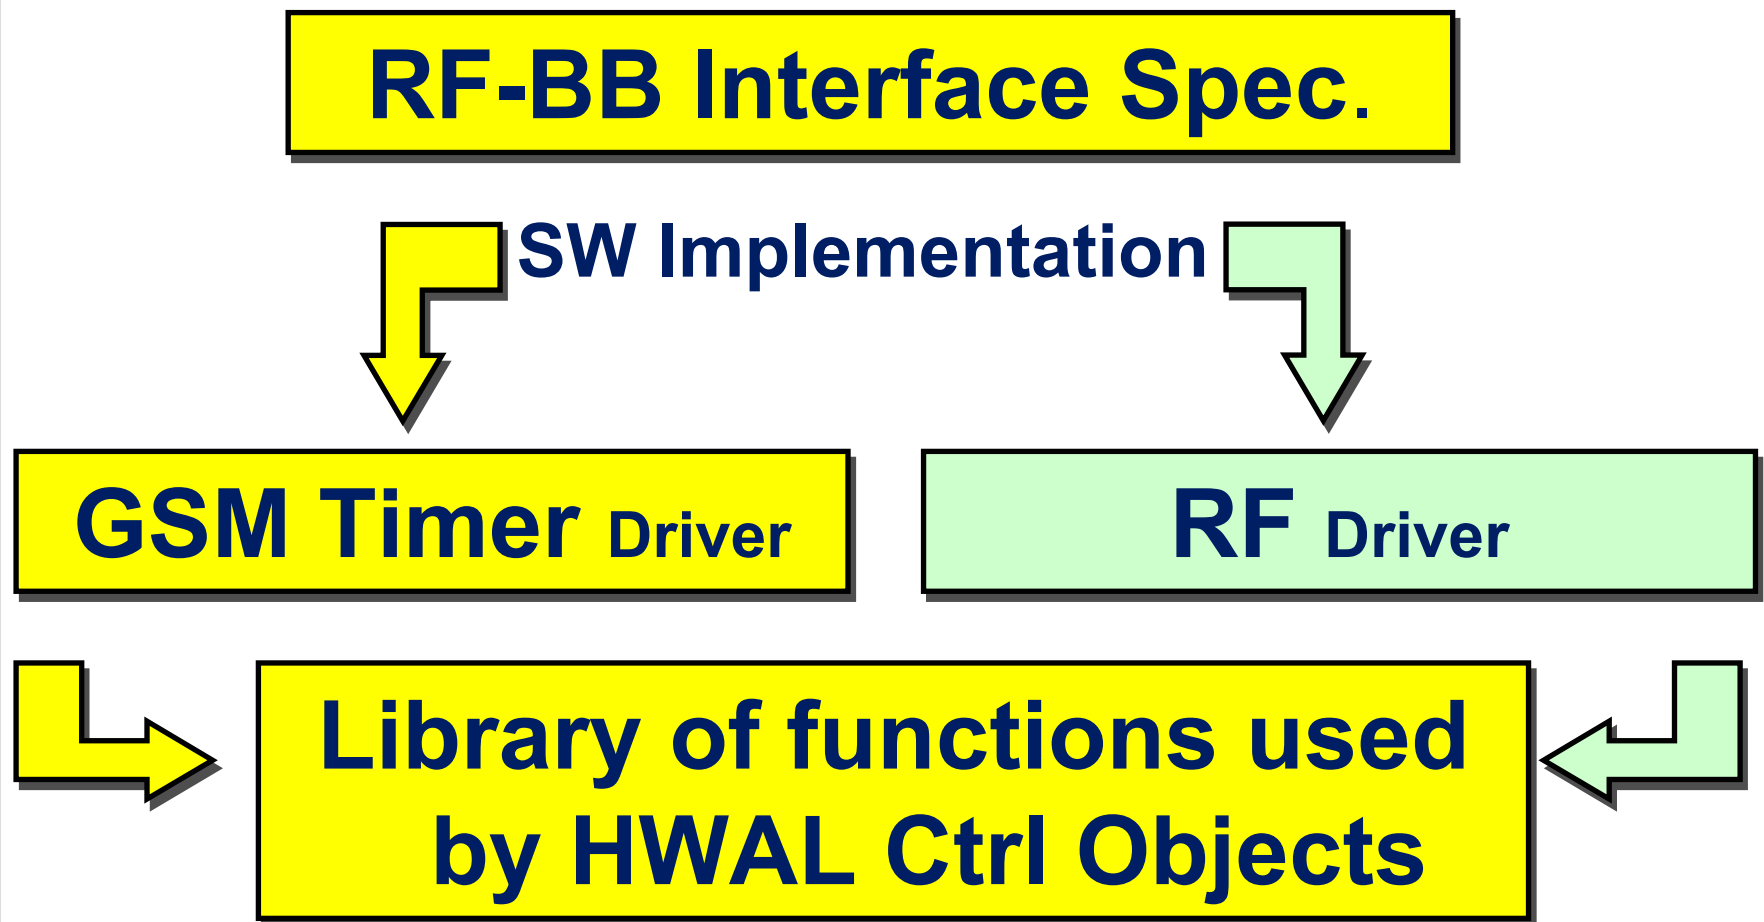 RF-BB Interface Spec.
SW Implementation
GSM Timer Driver
RF Driver
Library of functions used
by HWAL Ctrl Objects